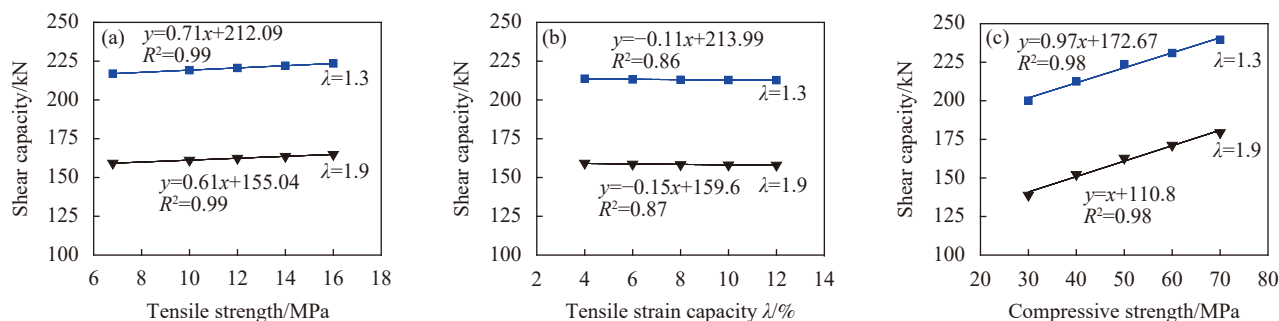 250
225
200
175
150
125
100
Shear capacity/kN
(a)
y=0.71x+212.09
R²=0.99
λ=1.3
λ=1.9
y=0.61x+155.04
R²=0.99
6 8 10 12 14 16 18
Tensile strength/MPa
250
225
200
175
150
125
100
Shear capacity/kN
(b)
y=−0.11x+213.99
R²=0.86
λ=1.3
λ=1.9
y=−0.15x+159.6
R²=0.87
2 4 6 8 10 12 14
Tensile strain capacity λ/%
250
225
200
175
150
125
100
Shear capacity/kN
(c)
y=0.97x+172.67
R²=0.98
λ=1.3
λ=1.9
y=x+110.8
R²=0.98
20 30 40 50 60 70 80
Compressive strength/MPa